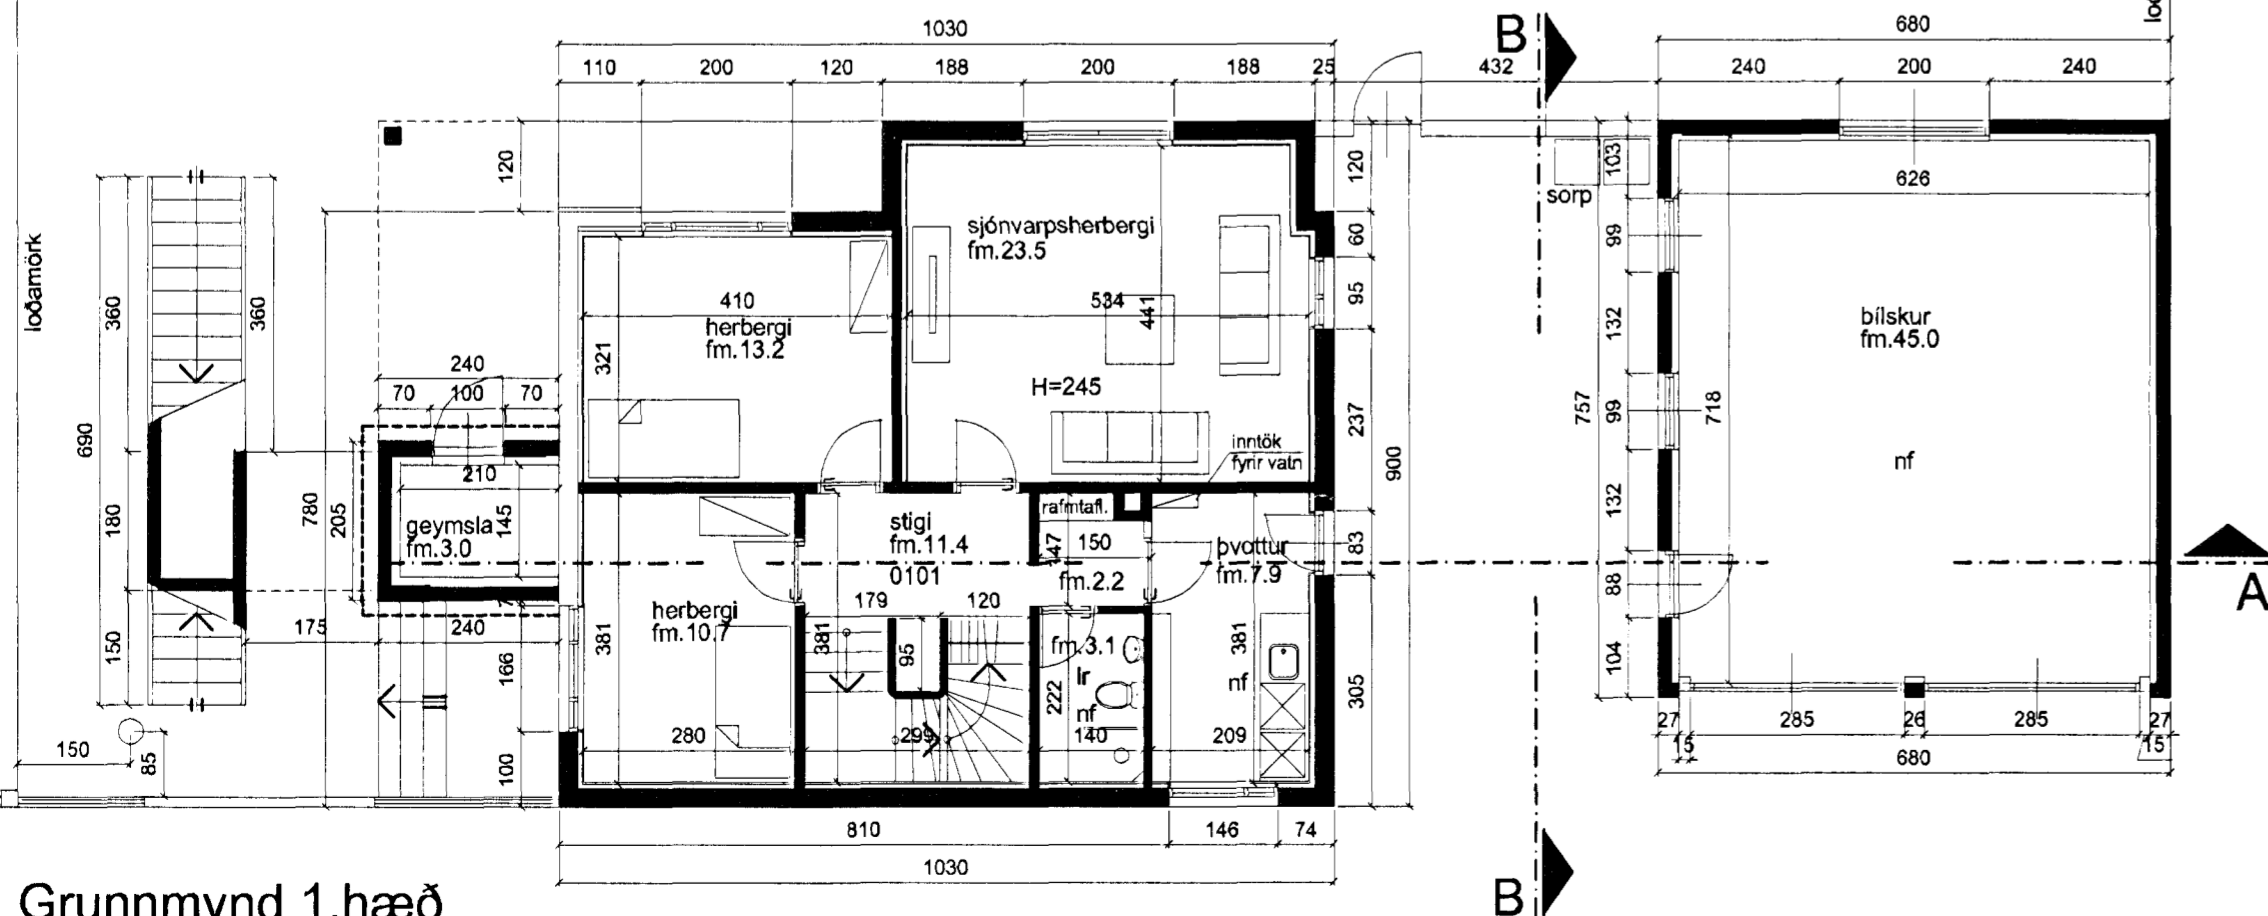 1030
B
680
110 200 120 188 200 188 25 432 240 200 240
120
120
103
626
sorp
loðamörk
sjónvarpsherbergi
fm.23.5
60
99
360
360
410
534
441
95
132
bílskur
fm.45.0
herbergi
fm.13.2
321
240
70 100 70
H=245
237
757
99
718
690
900
inntök
fyrir vatn
nf
210
780
205
180
geymsla
fm.3.0
145
stigi
fm.11.4
0101
rafmtafl.
147
150
fm.2.2
þvottur
fm.7.9
83
132
88
A
7
179 120
herbergi
fm.10.7
381
381
95
fm.3.1
lr
nf
222
381
nf
175
240
150
166
104
305
280 299 140 209
27 285 26 285 27
15 15
680
150
85
100
810 146 74
1030
B
Grunnmynd 1.hæð